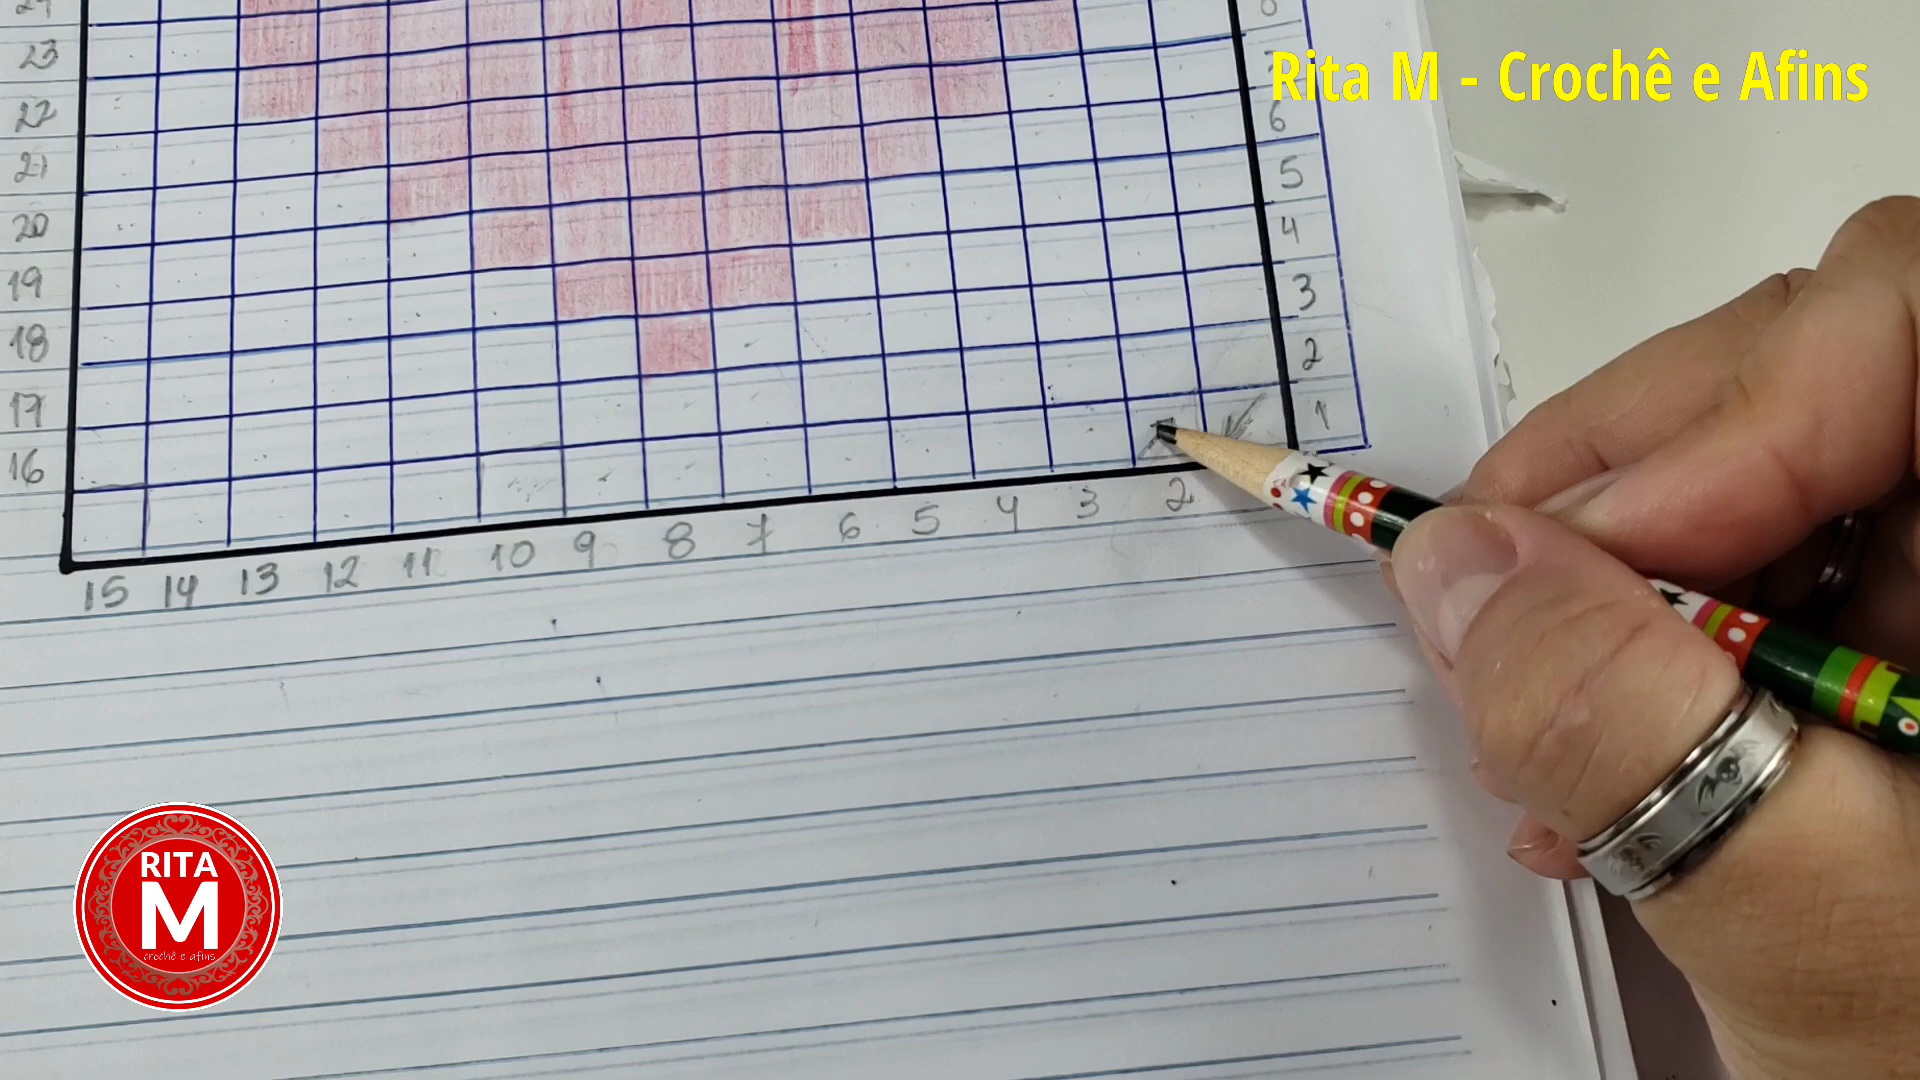 Rita M - Crochê e Afins
23
22
21
20
19
18
17
16
6
5
4
3
2
1
15 14 13 12 11 10 9 8 7 6 5 4 3 2
RITA
M
crochê e afins